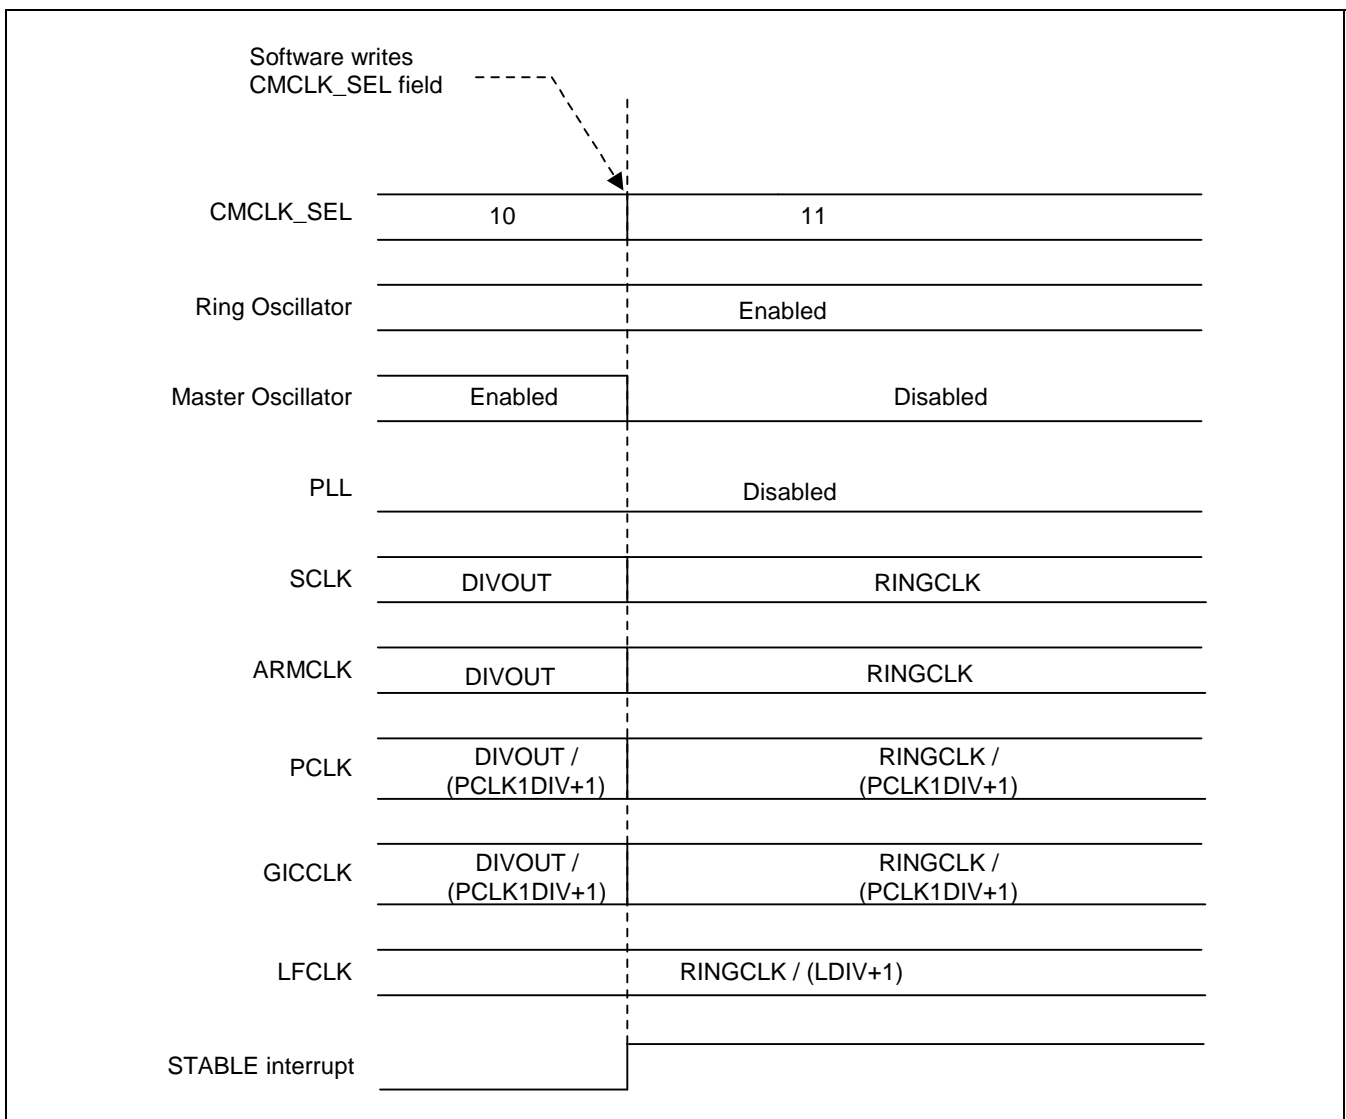 Software writes
CMCLK_SEL field
CMCLK_SEL 10 11
Ring Oscillator Enabled
Master Oscillator Enabled Disabled
PLL Disabled
SCLK DIVOUT RINGCLK
ARMCLK DIVOUT RINGCLK
PCLK DIVOUT / (PCLK1DIV+1) RINGCLK / (PCLK1DIV+1)
GICCLK DIVOUT / (PCLK1DIV+1) RINGCLK / (PCLK1DIV+1)
LFCLK RINGCLK / (LDIV+1)
STABLE interrupt